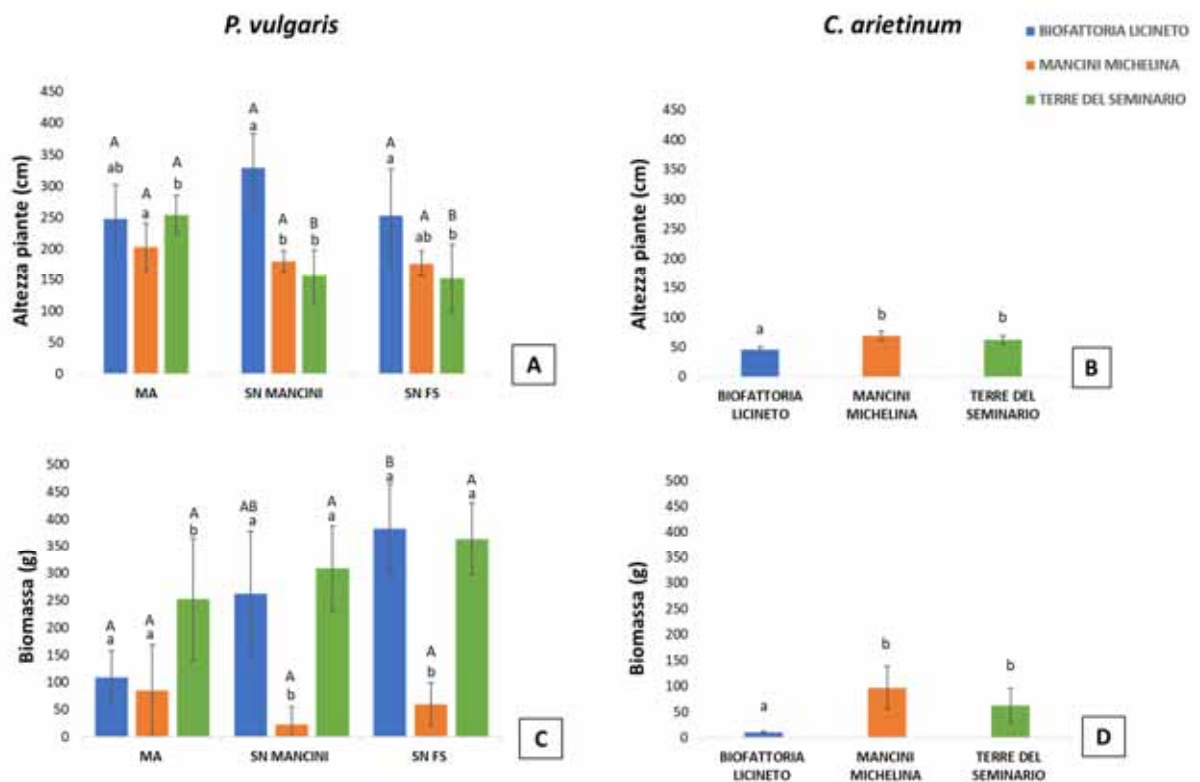 P. vulgaris
C. arietinum
BIOFATTORIA LICINETO
MANCINI MICHELINA
TERRE DEL SEMINARIO
Altezza piante (cm)
450
400
350
300
250
200
150
100
50
0
A
ab
A
a
A
b
A
a
A
b
B
b
A
a
A
ab
B
b
MA
SN MANCINI
SN FS
A
Altezza piante (cm)
450
400
350
300
250
200
150
100
50
0
a
b
b
BIOFATTORIA
LICINETO
MANCINI
MICHELINA
TERRE DEL
SEMINARIO
B
Biomassa (g)
500
450
400
350
300
250
200
150
100
50
0
A
a
A
a
A
b
AB
a
A
b
A
a
B
a
A
b
A
a
MA
SN MANCINI
SN FS
C
Biomassa (g)
500
450
400
350
300
250
200
150
100
50
0
a
b
b
BIOFATTORIA
LICINETO
MANCINI
MICHELINA
TERRE DEL
SEMINARIO
D